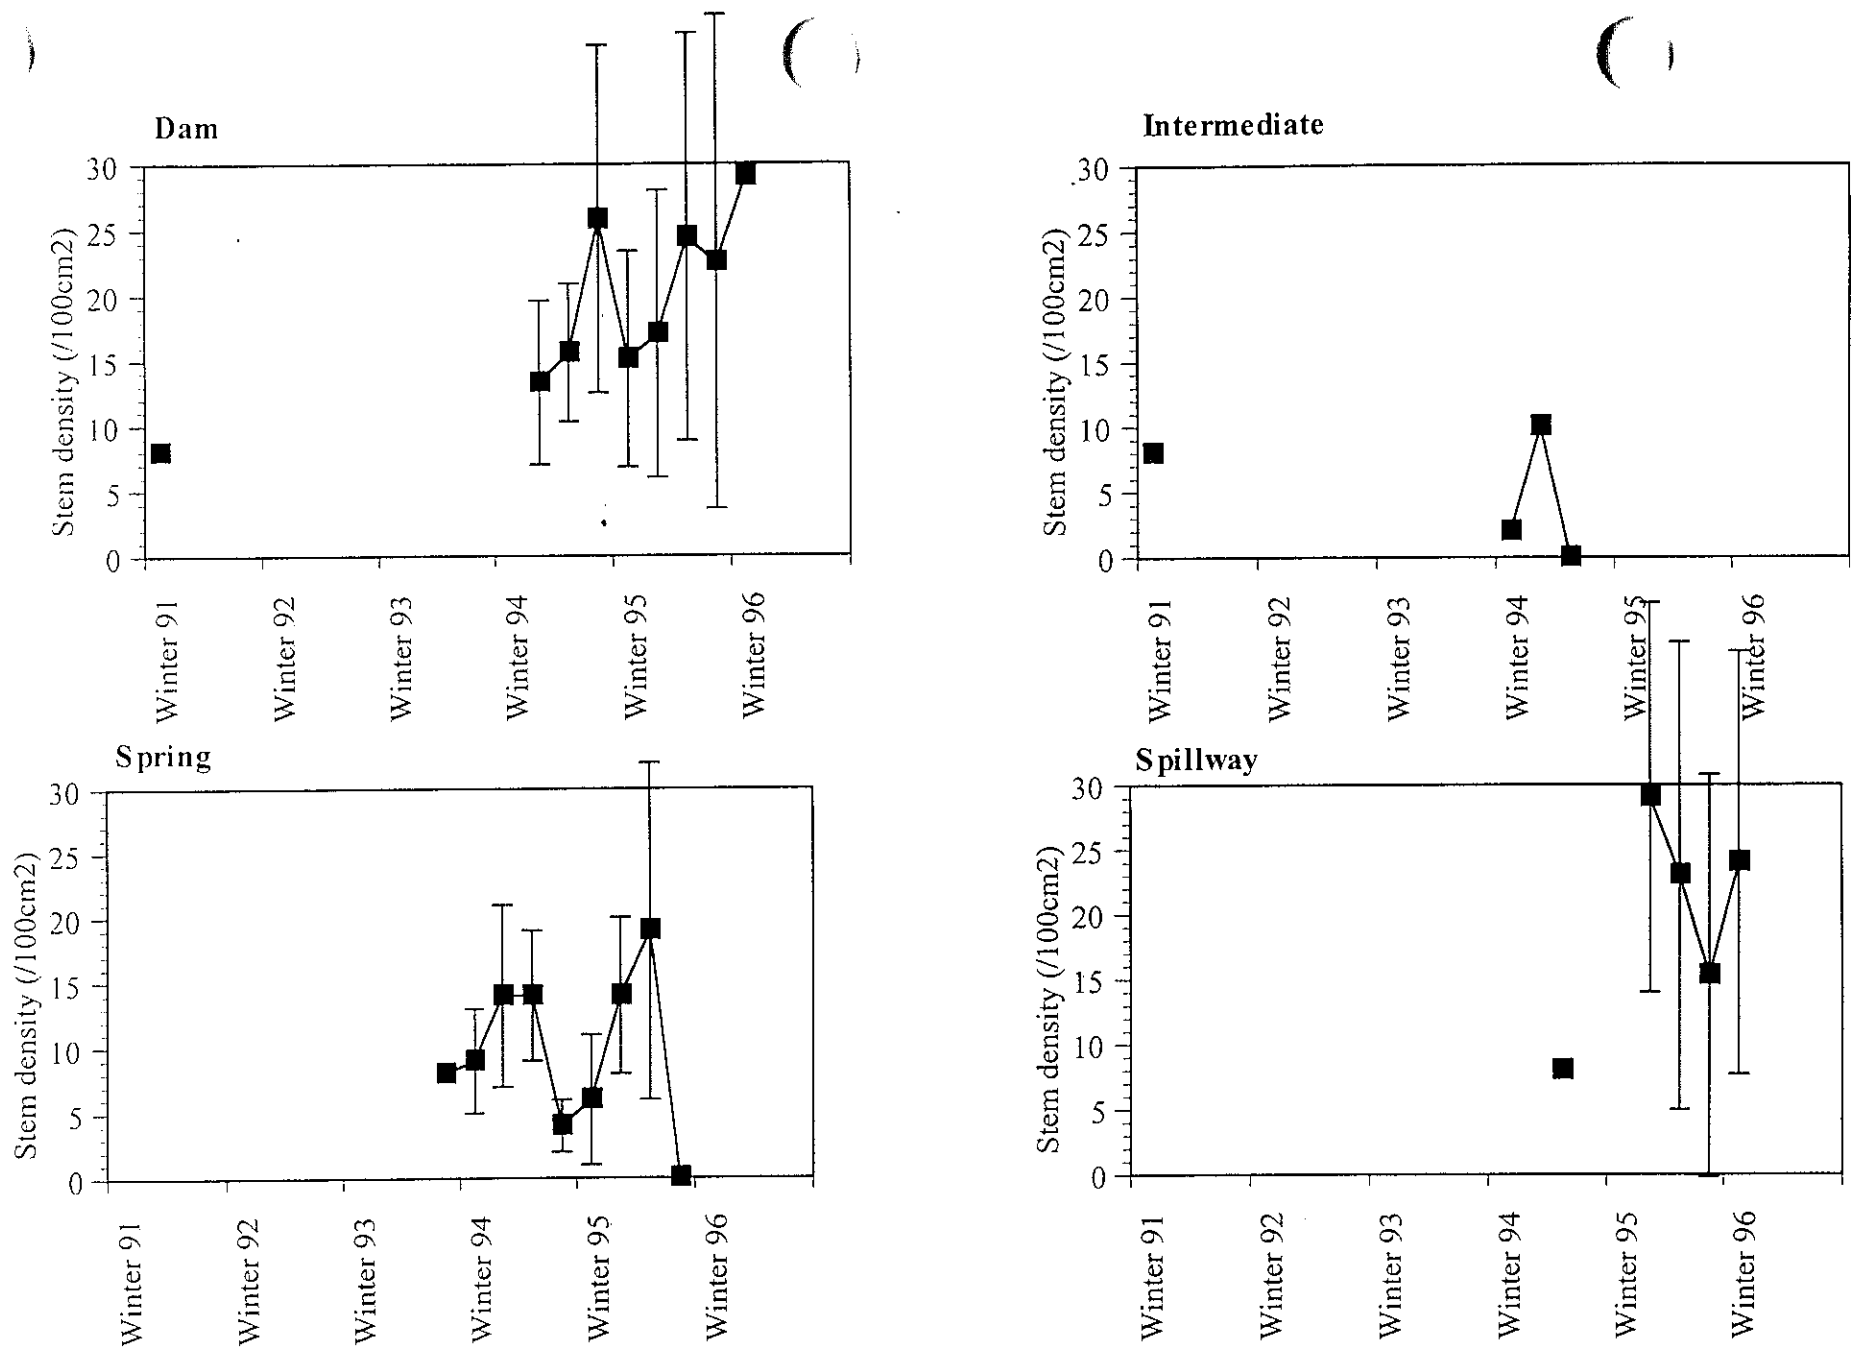 Dam
30
25
20
15
10
5
0
Stem density (/100cm2)
Winter 91
Winter 92
Winter 93
Winter 94
Winter 95
Winter 96
Intermediate
30
25
20
15
10
5
0
Stem density (/100cm2)
Winter 91
Winter 92
Winter 93
Winter 94
Winter 95
Winter 96
Spring
30
25
20
15
10
5
0
Stem density (/100cm2)
Winter 91
Winter 92
Winter 93
Winter 94
Winter 95
Winter 96
Spillway
30
25
20
15
10
5
0
Stem density (/100cm2)
Winter 91
Winter 92
Winter 93
Winter 94
Winter 95
Winter 96